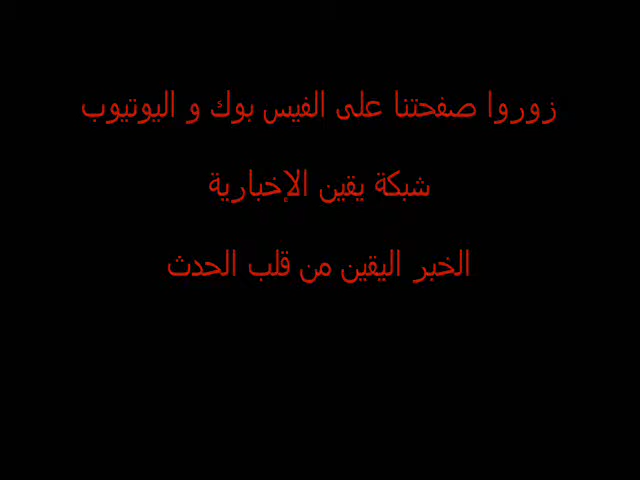 زوروا صفحتنا على الفيس بوك و اليوتيوب
شبكة يقين الإخبارية
الخبر اليقين من قلب الحدث